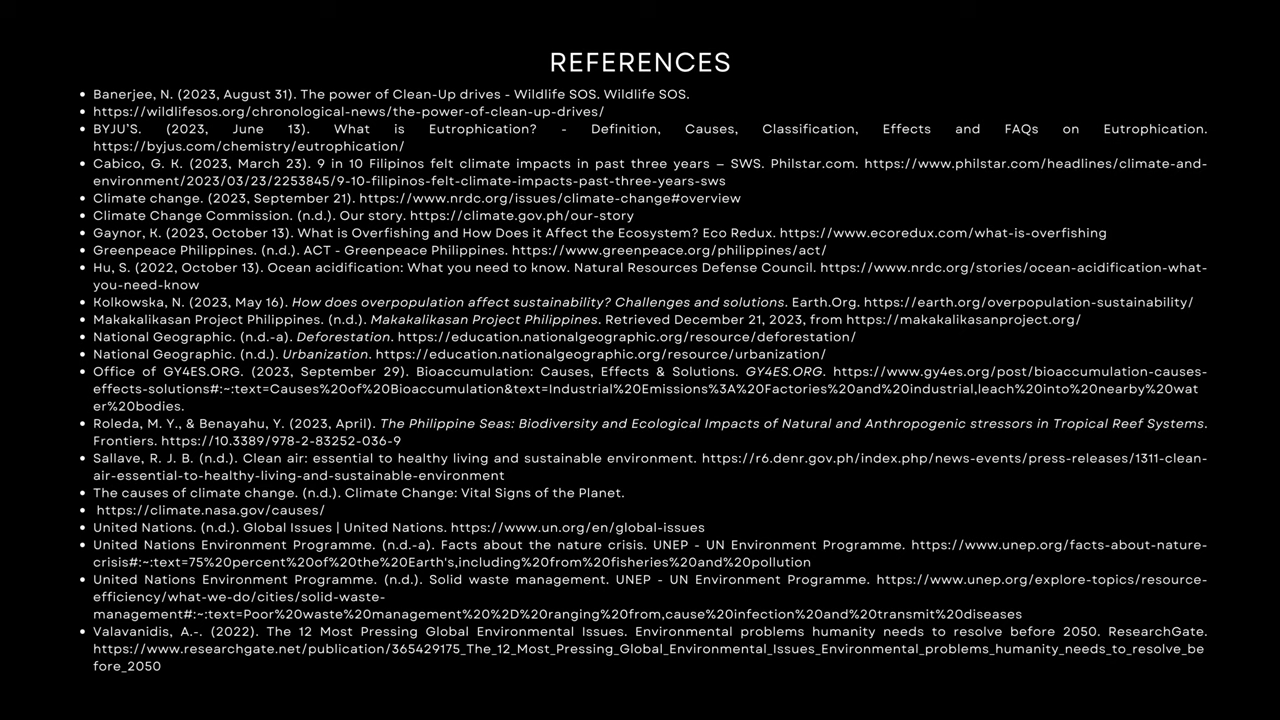 REFERENCES
• Banerjee, N. (2023, August 31). The power of Clean-Up drives - Wildlife SOS. Wildlife SOS.
• https://wildlifesos.org/chronological-news/the-power-of-clean-up-drives/
• BYJU'S. (2023, June 13). What is Eutrophication? - Definition, Causes, Classification, Effects and FAQs on Eutrophication.
https://byjus.com/chemistry/eutrophication/
• Cabico, G. K. (2023, March 23). 9 in 10 Filipinos felt climate impacts in past three years – SWS. Philstar.com. https://www.philstar.com/headlines/climate-and-
environment/2023/03/23/2253845/9-10-filipinos-felt-climate-impacts-past-three-years-sws
• Climate change. (2023, September 21). https://www.nrdc.org/issues/climate-change#overview
• Climate Change Commission. (n.d.). Our story. https://climate.gov.ph/our-story
• Gaynor, K. (2023, October 13). What is Overfishing and How Does it Affect the Ecosystem? Eco Redux. https://www.ecoredux.com/what-is-overfishing
• Greenpeace Philippines. (n.d.). ACT - Greenpeace Philippines. https://www.greenpeace.org/philippines/act/
• Hu, S. (2022, October 13). Ocean acidification: What you need to know. Natural Resources Defense Council. https://www.nrdc.org/stories/ocean-acidification-what-
you-need-know
• Kolkowska, N. (2023, May 16). How does overpopulation affect sustainability? Challenges and solutions. Earth.Org. https://earth.org/overpopulation-sustainability/
• Makakalikasan Project Philippines. (n.d.). Makakalikasan Project Philippines. Retrieved December 21, 2023, from https://makakalikasanproject.org/
• National Geographic. (n.d.-a). Deforestation. https://education.nationalgeographic.org/resource/deforestation/
• National Geographic. (n.d.). Urbanization. https://education.nationalgeographic.org/resource/urbanization/
• Office of GY4ES.ORG. (2023, September 29). Bioaccumulation: Causes, Effects & Solutions. GY4ES.ORG. https://www.gy4es.org/post/bioaccumulation-causes-
effects-solutions#:~:text=Causes%20of%20Bioaccumulation&text=Industrial%20Emissions%3A%20Factories%20and%20industrial,leach%20into%20nearby%20wat
er%20bodies.
• Roleda, M. Y., & Benayahu, Y. (2023, April). The Philippine Seas: Biodiversity and Ecological Impacts of Natural and Anthropogenic stressors in Tropical Reef Systems.
Frontiers. https://10.3389/978-2-83252-036-9
• Sallave, R. J. B. (n.d.). Clean air: essential to healthy living and sustainable environment. https://r6.denr.gov.ph/index.php/news-events/press-releases/1311-clean-
air-essential-to-healthy-living-and-sustainable-environment
• The causes of climate change. (n.d.). Climate Change: Vital Signs of the Planet.
• https://climate.nasa.gov/causes/
• United Nations. (n.d.). Global Issues | United Nations. https://www.un.org/en/global-issues
• United Nations Environment Programme. (n.d.-a). Facts about the nature crisis. UNEP - UN Environment Programme. https://www.unep.org/facts-about-nature-
crisis#:~:text=75%20percent%20of%20the%20Earth's,including%20from%20fisheries%20and%20pollution
• United Nations Environment Programme. (n.d.). Solid waste management. UNEP - UN Environment Programme. https://www.unep.org/explore-topics/resource-
efficiency/what-we-do/cities/solid-waste-
management#:~:text=Poor%20waste%20management%20%2D%20ranging%20from,cause%20infection%20and%20transmit%20diseases
• Valavanidis, A.-. (2022). The 12 Most Pressing Global Environmental Issues. Environmental problems humanity needs to resolve before 2050. ResearchGate.
https://www.researchgate.net/publication/365429175_The_12_Most_Pressing_Global_Environmental_Issues_Environmental_problems_humanity_needs_to_resolve_be
fore_2050